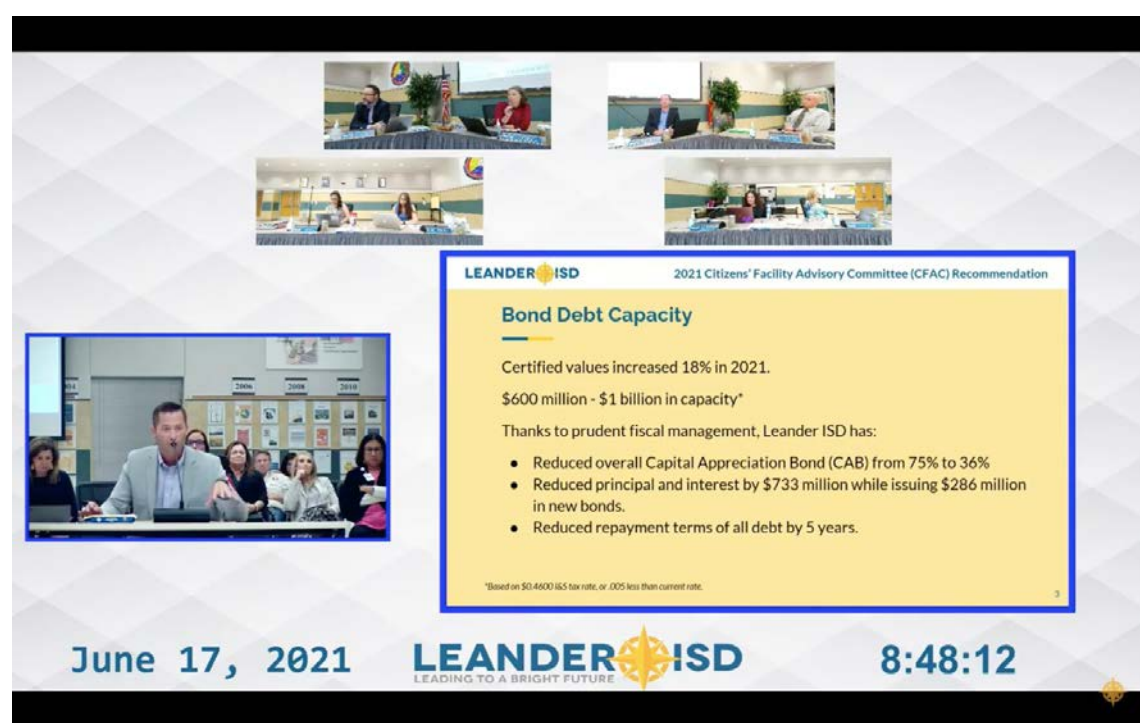 LEANDER ISD
2021 Citizens' Facility Advisory Committee (CFAC) Recommendation
Bond Debt Capacity
Certified values increased 18% in 2021.
$600 million - $1 billion in capacity*
Thanks to prudent fiscal management, Leander ISD has:
● Reduced overall Capital Appreciation Bond (CAB) from 75% to 36%
● Reduced principal and interest by $733 million while issuing $286 million
in new bonds.
● Reduced repayment terms of all debt by 5 years.
*Based on $0.4600 I&S tax rate, or .005 less than current rate.
3
2006
2008
2010
June 17, 2021
LEANDER ISD
LEADING TO A BRIGHT FUTURE
8:48:12